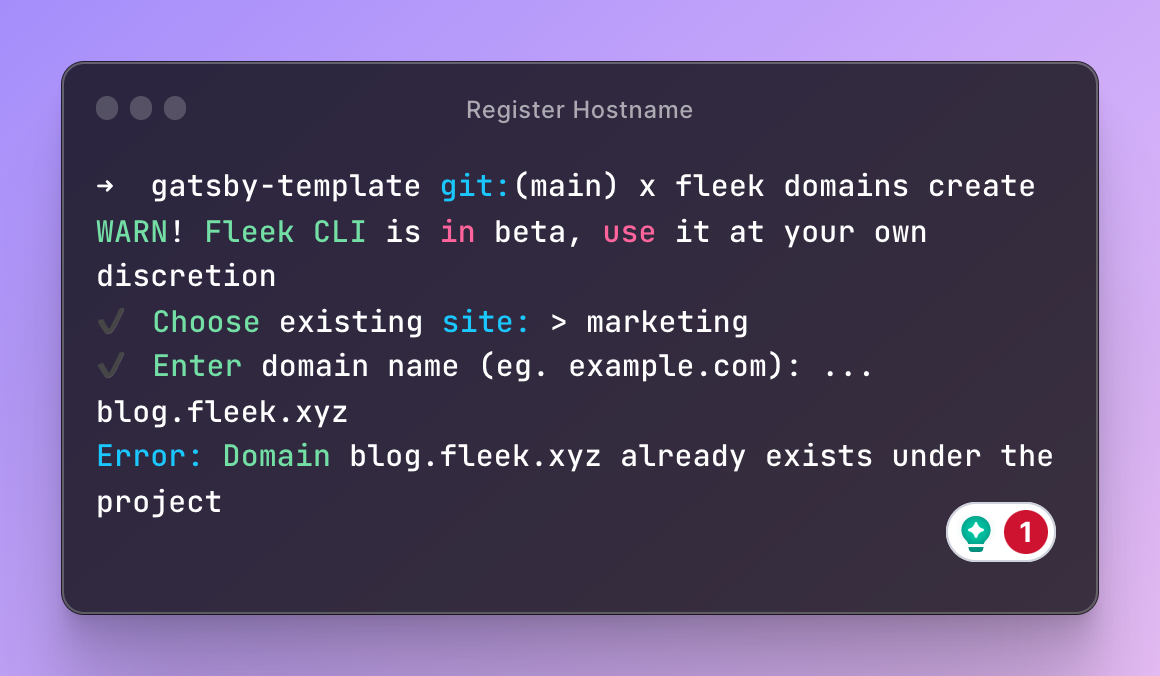 Register Hostname
➜  gatsby-template git:(main) x fleek domains create
WARN! Fleek CLI is in beta, use it at your own
discretion
✔ Choose existing site: > marketing
✔ Enter domain name (eg. example.com): ...
blog.fleek.xyz
Error: Domain blog.fleek.xyz already exists under the
project
1